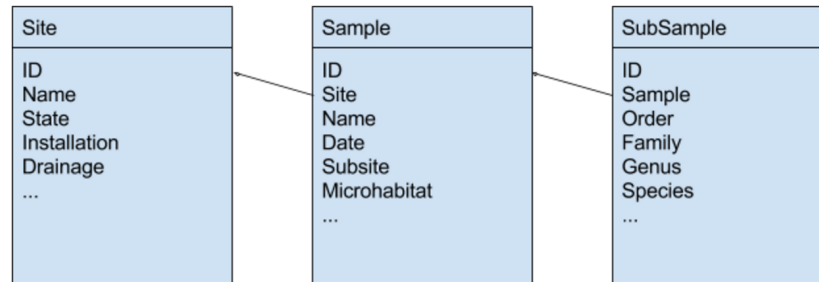 Site
ID
Name
State
Installation
Drainage
...
Sample
ID
Site
Name
Date
Subsite
Microhabitat
...
SubSample
ID
Sample
Order
Family
Genus
Species
...